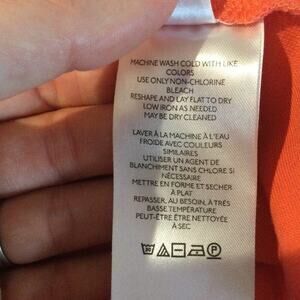 MACHINE WASH COLD WITH LIKE
COLORS
USE ONLY NON-CHLORINE
BLEACH
RESHAPE AND LAY FLAT TO DRY
LOW IRON AS NEEDED
MAY BE DRY CLEANED
LAVER À LA MACHINE À L'EAU
FROIDE AVEC COULEURS
SIMILAIRES
UTILISER UN AGENT DE
BLANCHIMENT SANS CHLORE SI
NÉCESSAIRE
METTRE EN FORME ET SECHER
À PLAT
REPASSER, AU BESOIN, À TRÈS
BASSE TEMPÉRATURE
PEUT-ÊTRE ÊTRE NETTOYÉE
À SEC
P